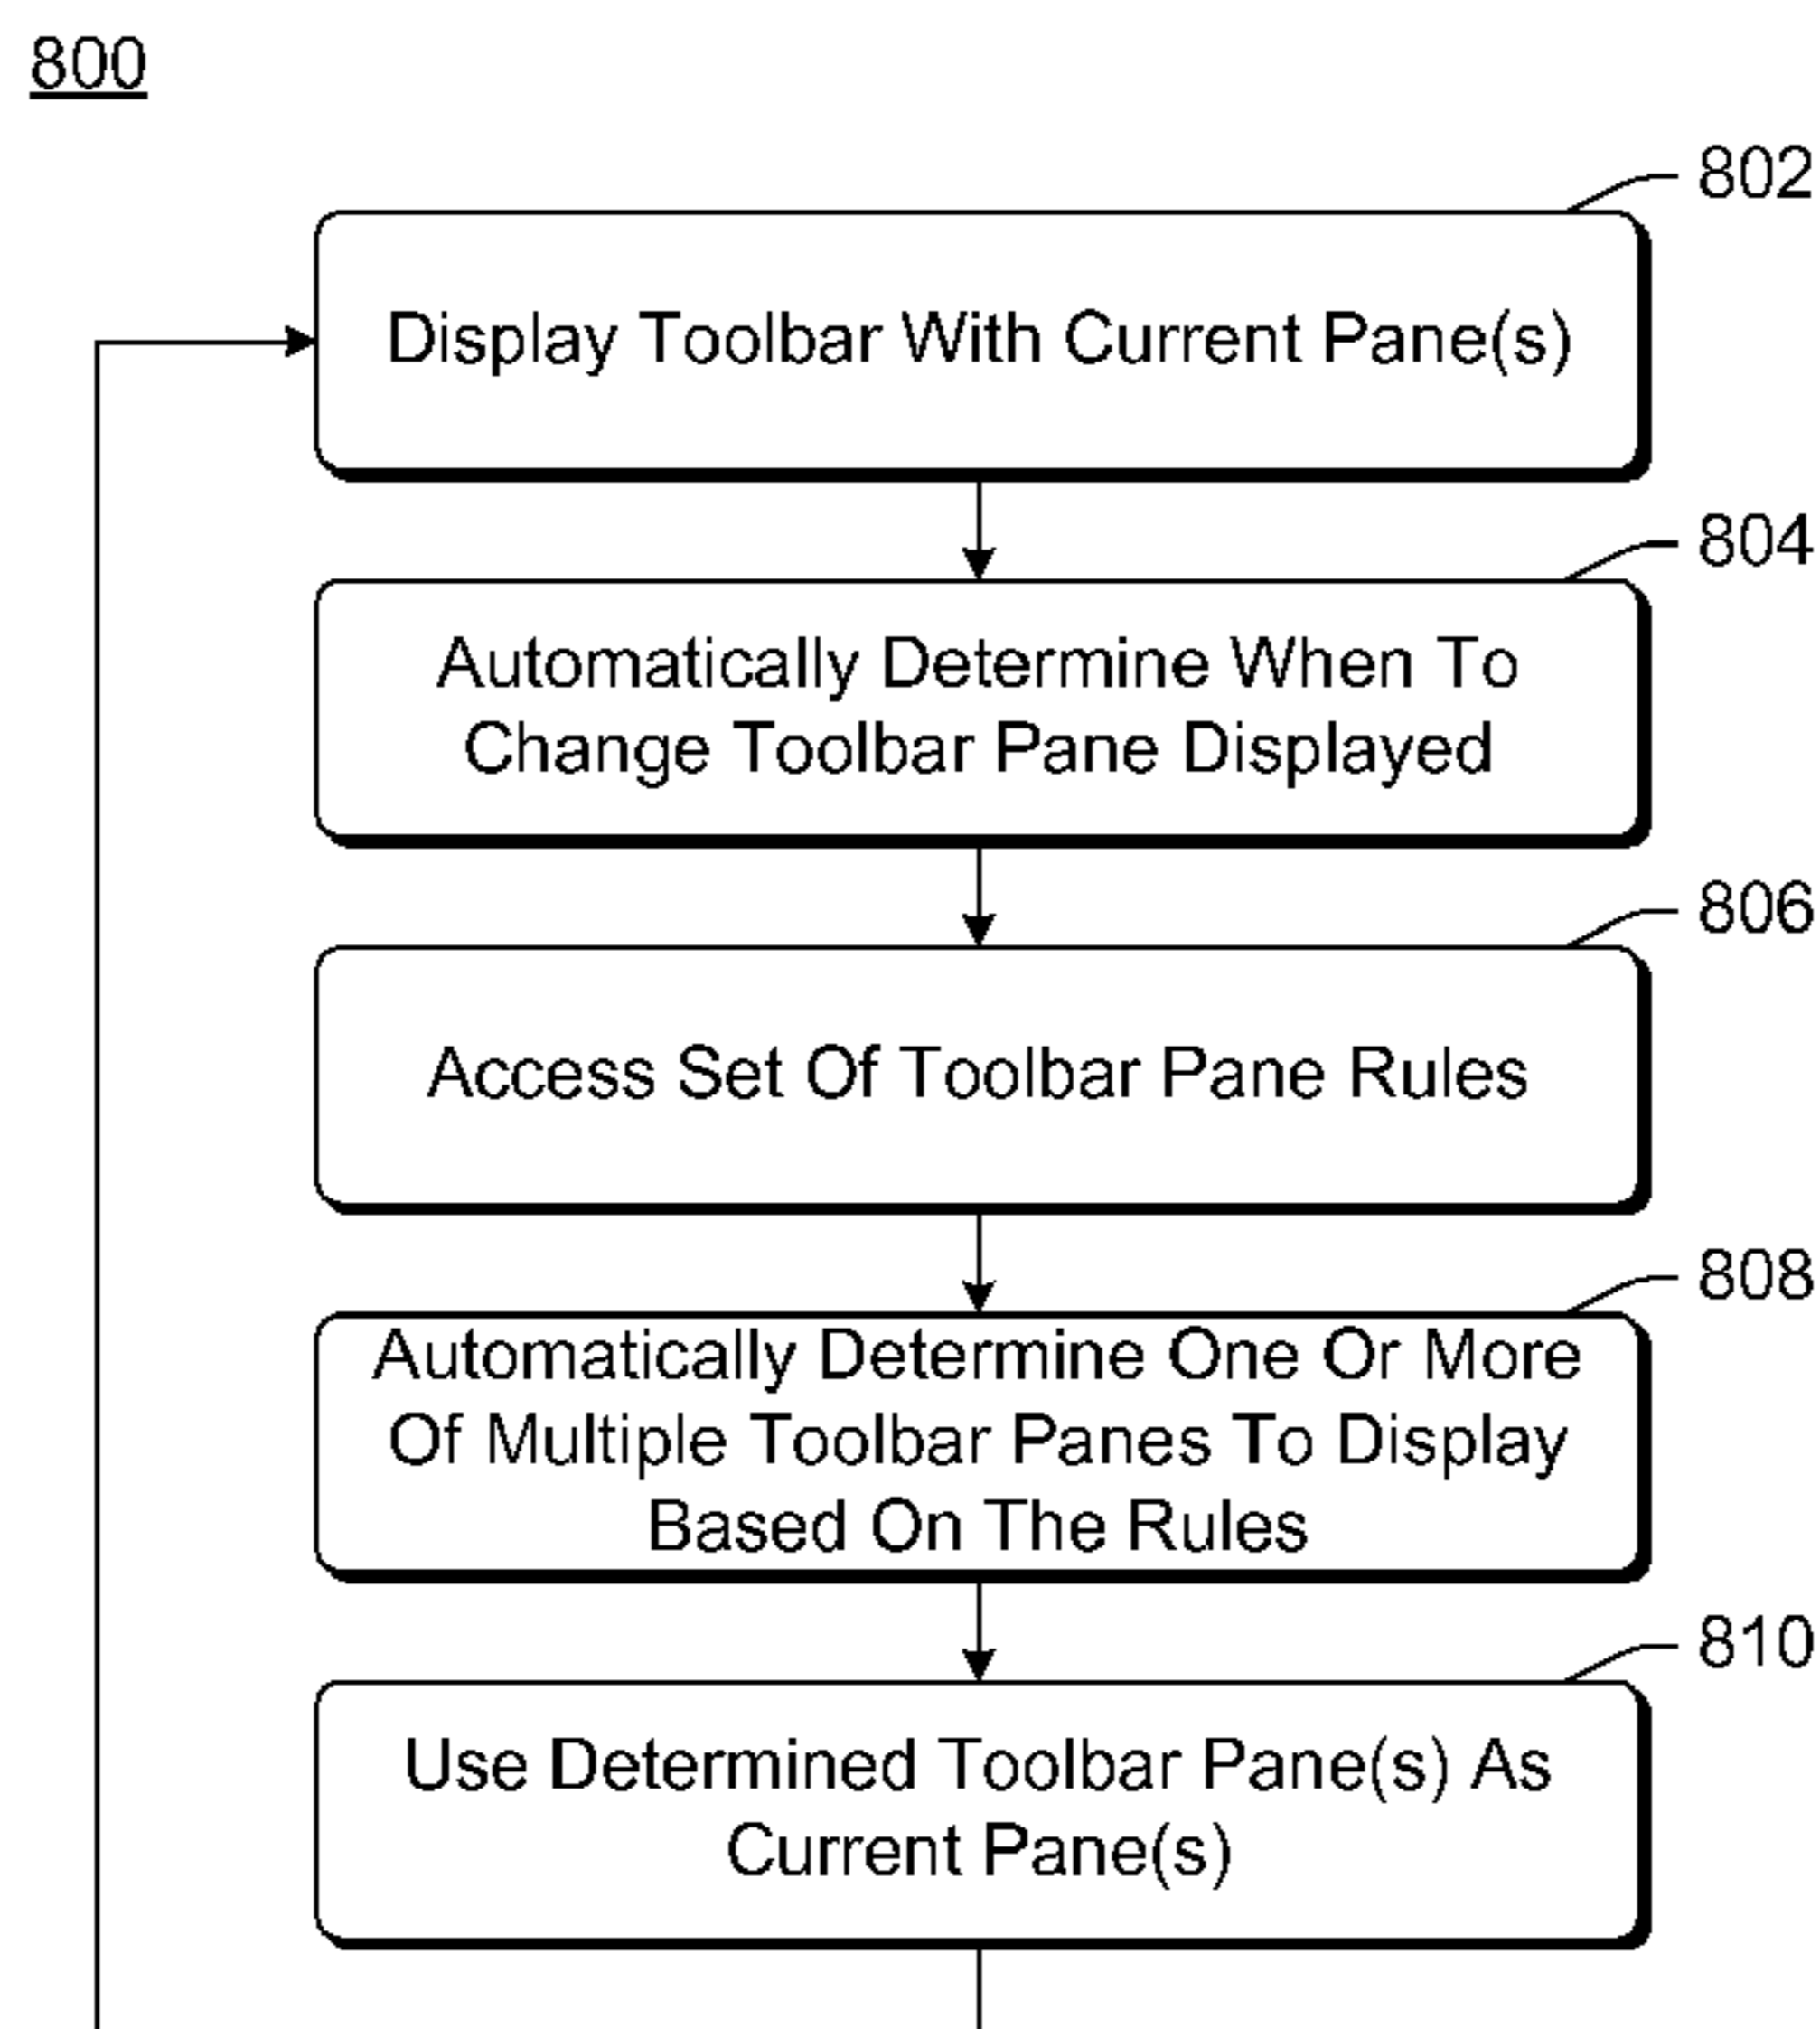 800
802
Display Toolbar With Current Pane(s)
804
Automatically Determine When To
Change Toolbar Pane Displayed
806
Access Set Of Toolbar Pane Rules
808
Automatically Determine One Or More
Of Multiple Toolbar Panes To Display
Based On The Rules
810
Use Determined Toolbar Pane(s) As
Current Pane(s)